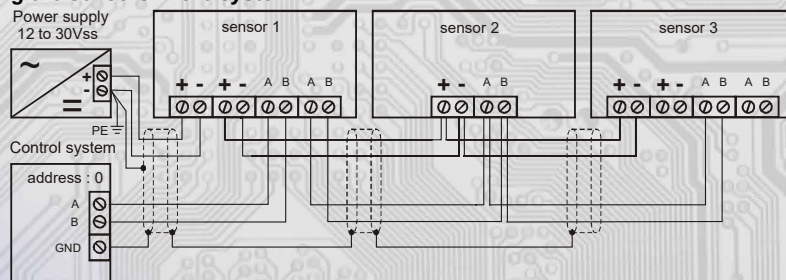 Power supply
12 to 30Vss
sensor 1
sensor 2
sensor 3
+ - + - A B A B
+ - A B
+ - + - A B A B
~
+
-
=
PE
Control system
address : 0
A
B
GND